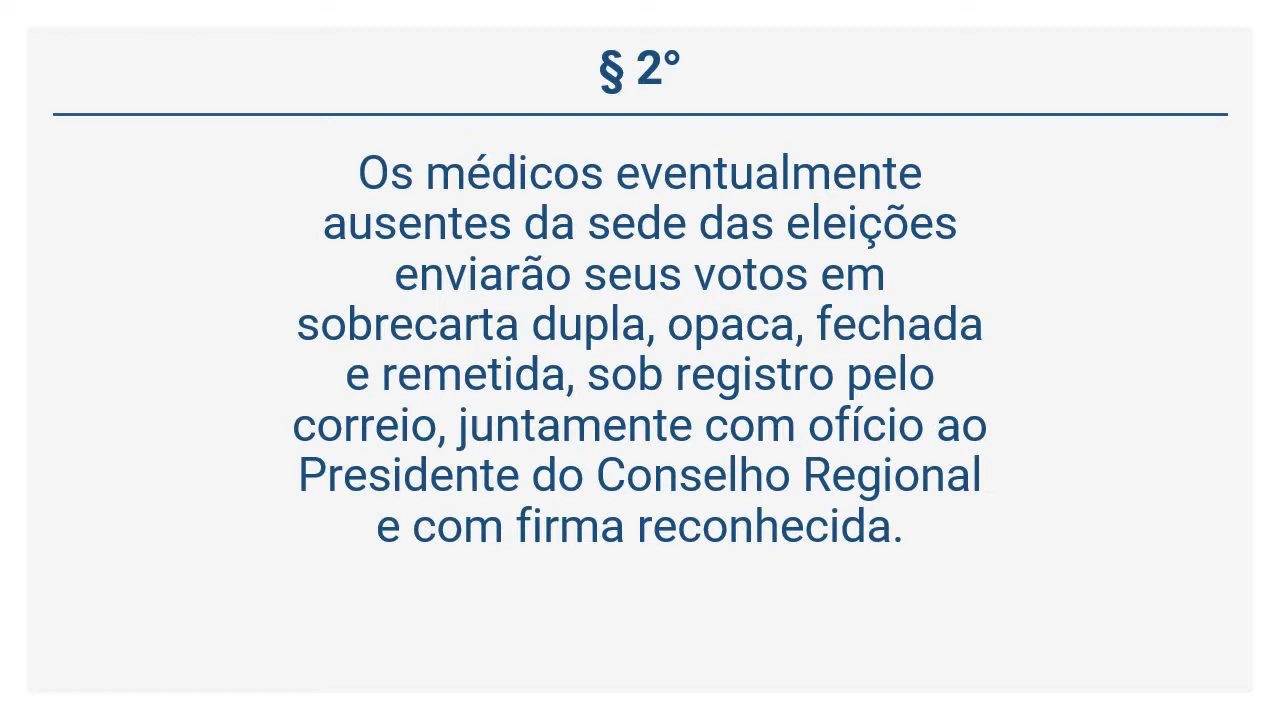 § 2°
Os médicos eventualmente
ausentes da sede das eleições
enviarão seus votos em
sobrecarta dupla, opaca, fechada
e remetida, sob registro pelo
correio, juntamente com ofício ao
Presidente do Conselho Regional
e com firma reconhecida.